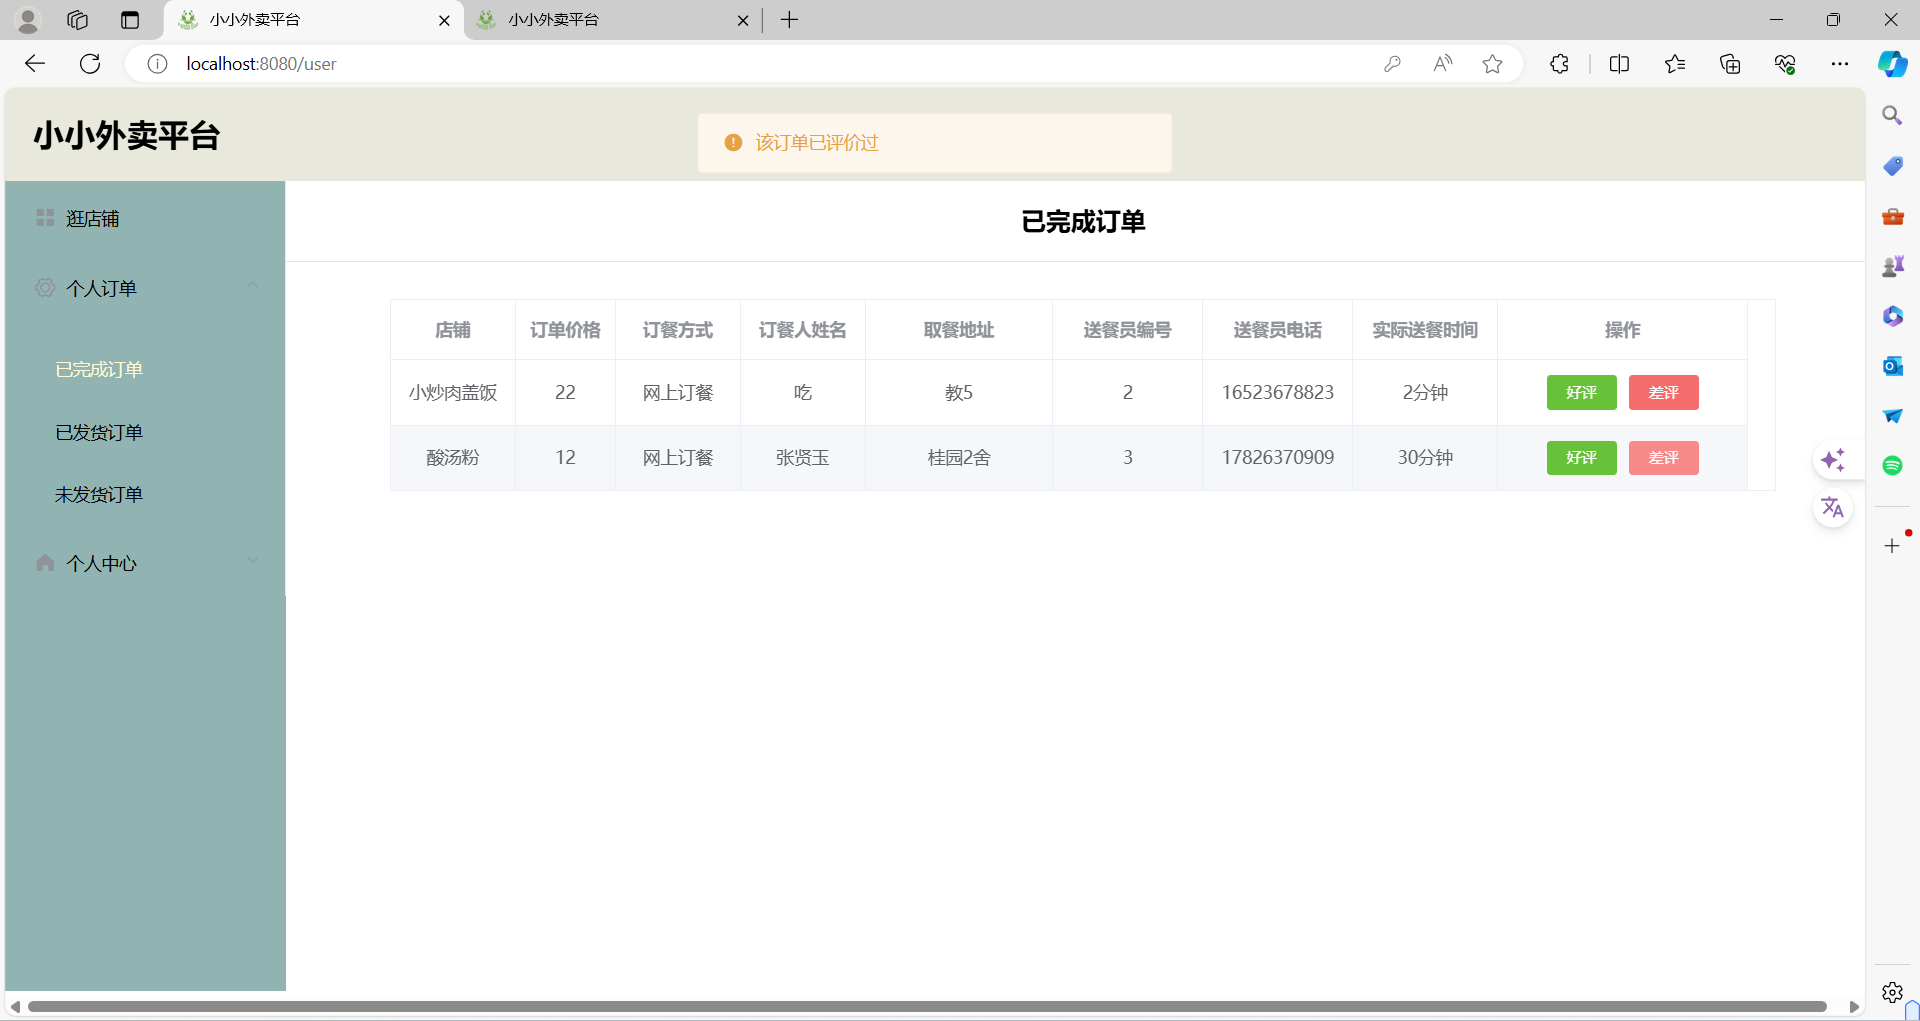 小小外卖平台
小小外卖平台
localhost:8080/user
小小外卖平台
该订单已评价过
逛店铺
个人订单
已完成订单
已发货订单
未发货订单
个人中心
已完成订单
店铺 订单价格 订餐方式 订餐人姓名 取餐地址 送餐员编号 送餐员电话 实际送餐时间 操作
小炒肉盖饭 22 网上订餐 吃 教5 2 16523678823 2分钟 好评 差评
酸汤粉 12 网上订餐 张贤玉 桂园2舍 3 17826370909 30分钟 好评 差评